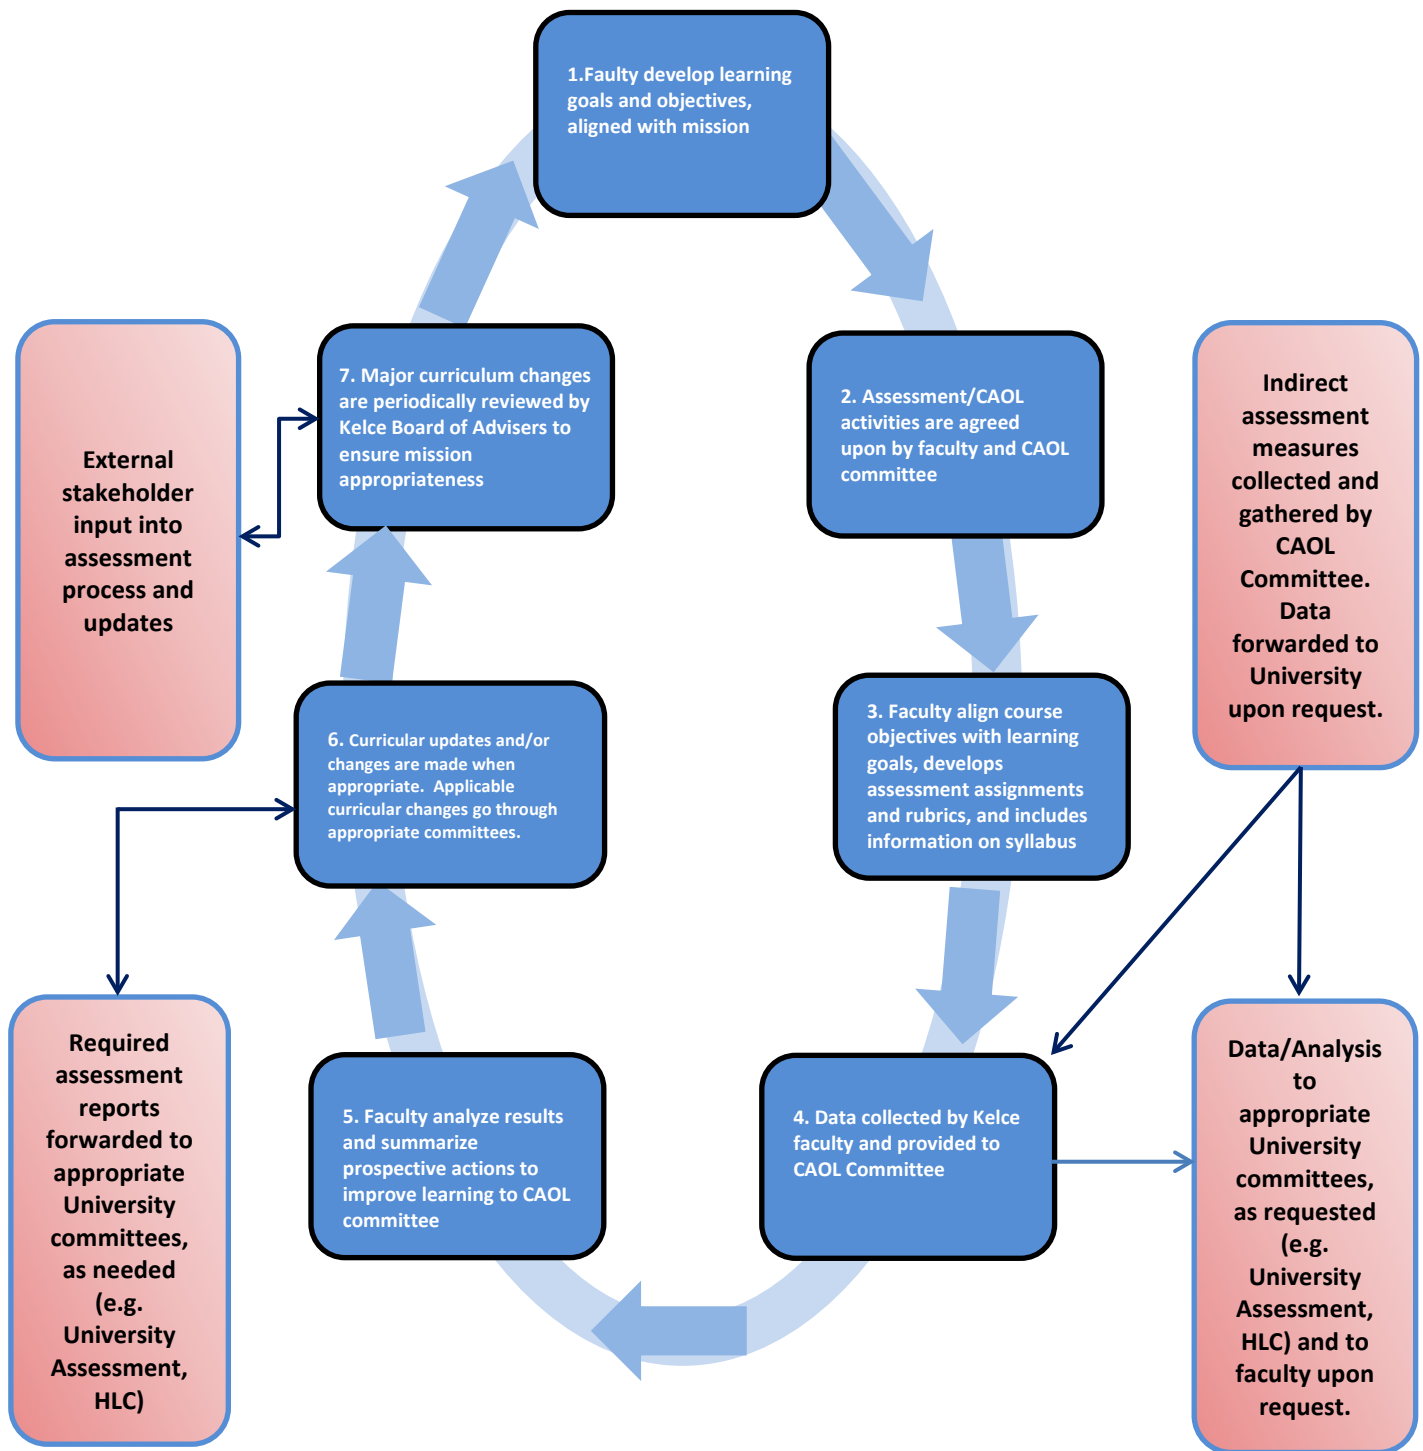 1.Faulty develop learning
goals and objectives,
aligned with mission
2. Assessment/CAOL
activities are agreed
upon by faculty and CAOL
committee
3. Faculty align course
objectives with learning
goals, develops
assessment assignments
and rubrics, and includes
information on syllabus
4. Data collected by Kelce
faculty and provided to
CAOL Committee
5. Faculty analyze results
and summarize
prospective actions to
improve learning to CAOL
committee
6. Curricular updates and/or
changes are made when
appropriate.  Applicable
curricular changes go through
appropriate committees.
7. Major curriculum changes
are periodically reviewed by
Kelce Board of Advisers to
ensure mission
appropriateness
External
stakeholder
input into
assessment
process and
updates
Required
assessment
reports
forwarded to
appropriate
University
committees,
as needed
(e.g.
University
Assessment,
HLC)
Indirect
assessment
measures
collected and
gathered by
CAOL
Committee.
Data
forwarded to
University
upon request.
Data/Analysis
to
appropriate
University
committees,
as requested
(e.g.
University
Assessment,
HLC) and to
faculty upon
request.